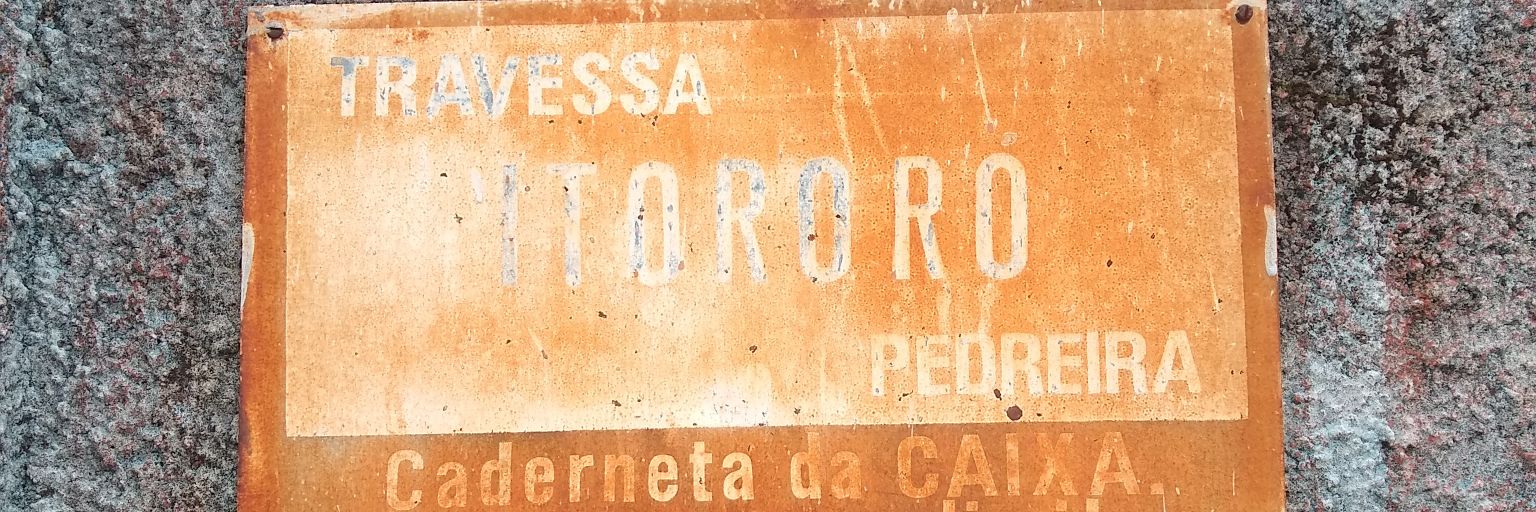 TRAVESSA
ITORORÓ
PEDREIRA
Caderneta da CAIXA.